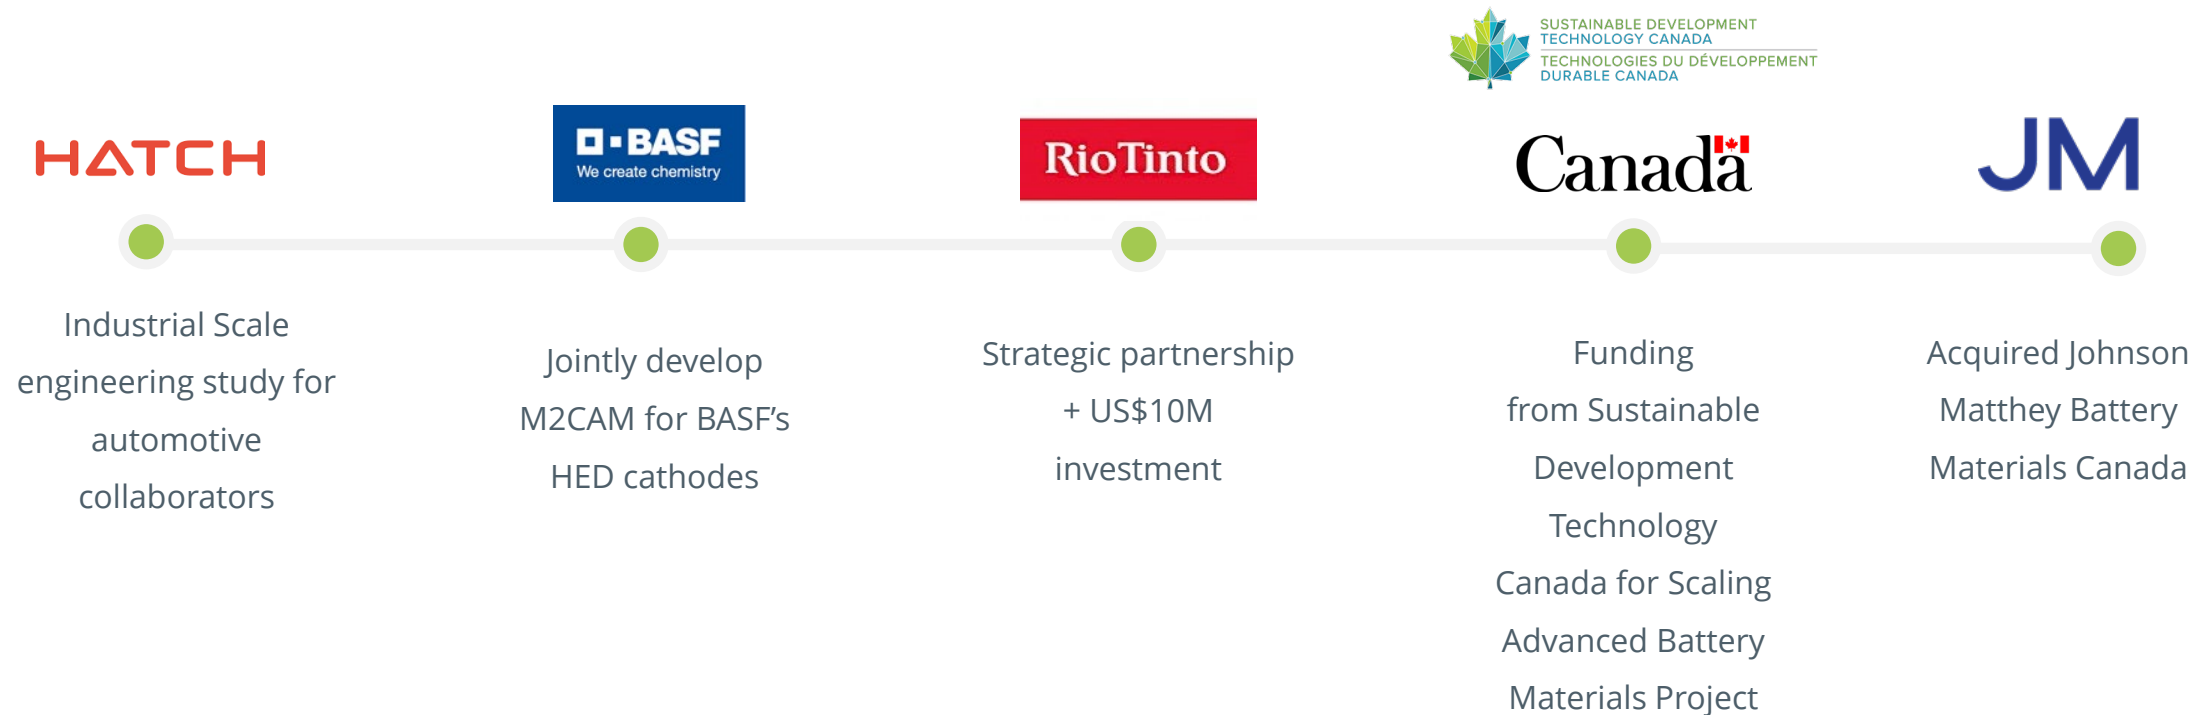 SUSTAINABLE DEVELOPMENT
TECHNOLOGY CANADA
TECHNOLOGIES DU DÉVELOPPEMENT
DURABLE CANADA
HATCH
BASF
We create chemistry
RioTinto
Canada
JM
Industrial Scale
engineering study for
automotive
collaborators
Jointly develop
M2CAM for BASF’s
HED cathodes
Strategic partnership
+ US$10M
investment
Funding
from Sustainable
Development
Technology
Canada for Scaling
Advanced Battery
Materials Project
Acquired Johnson
Matthey Battery
Materials Canada